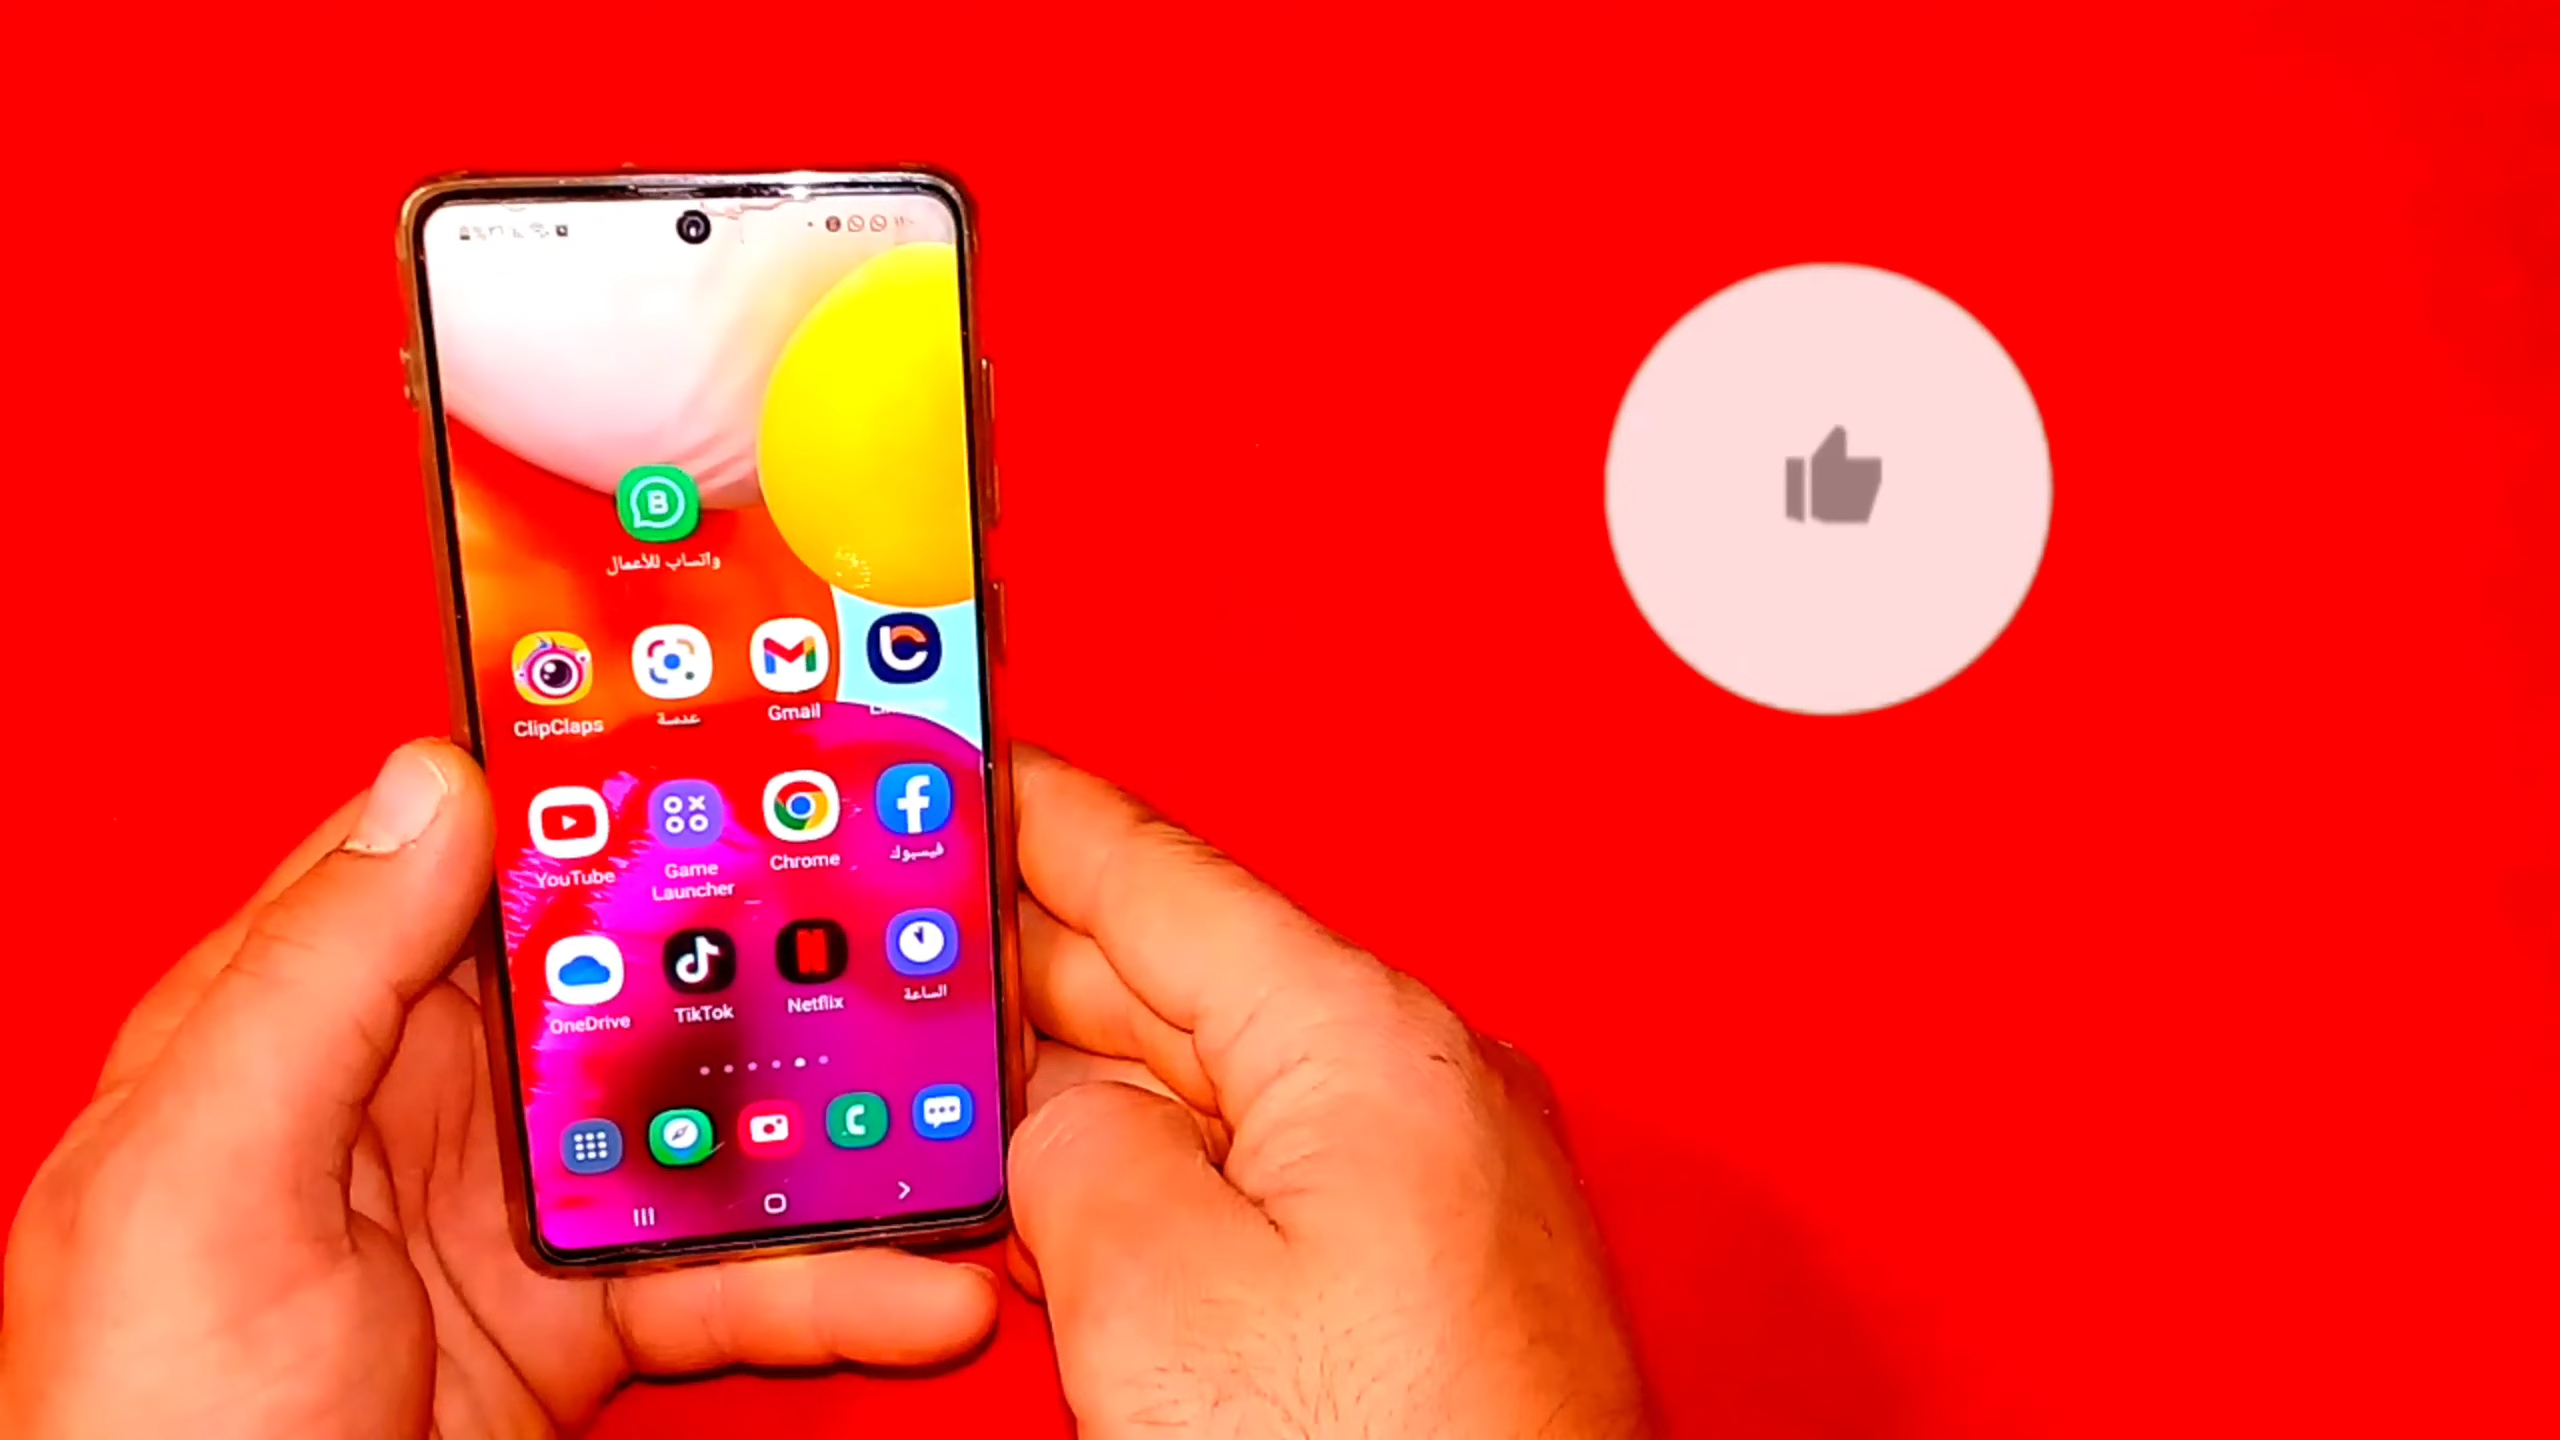 واتساب للأعمال
ClipClaps
عدسة
Gmail
YouTube
Game
Launcher
Chrome
فيسبوك
OneDrive
TikTok
Netflix
الساعة